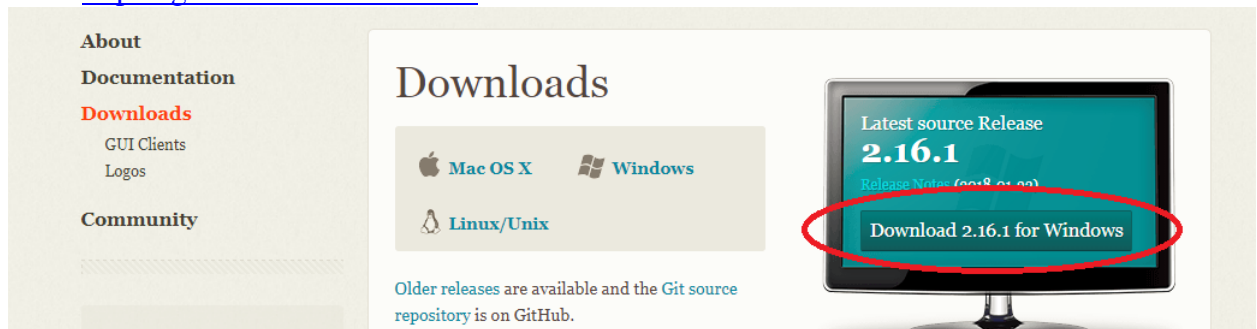 About
Documentation
Downloads
GUI Clients
Logos
Community
Downloads
Mac OS X
Windows
Linux/Unix
Older releases are available and the Git source
repository is on GitHub.
Latest source Release
2.16.1
Release Notes
Download 2.16.1 for Windows